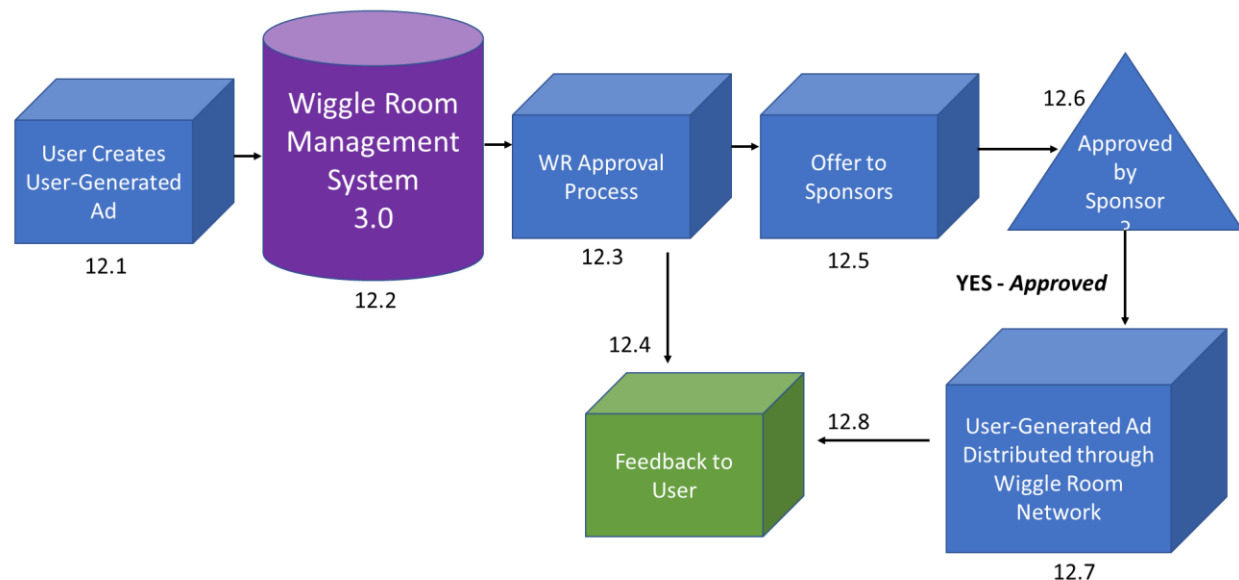 User Creates
User-Generated
Ad
12.1
Wiggle Room
Management
System
3.0
12.2
WR Approval
Process
12.3
Offer to
Sponsors
12.5
12.6
Approved
by
Sponsor
?
YES - Approved
12.4
Feedback to
User
12.8
User-Generated Ad
Distributed through
Wiggle Room
Network
12.7